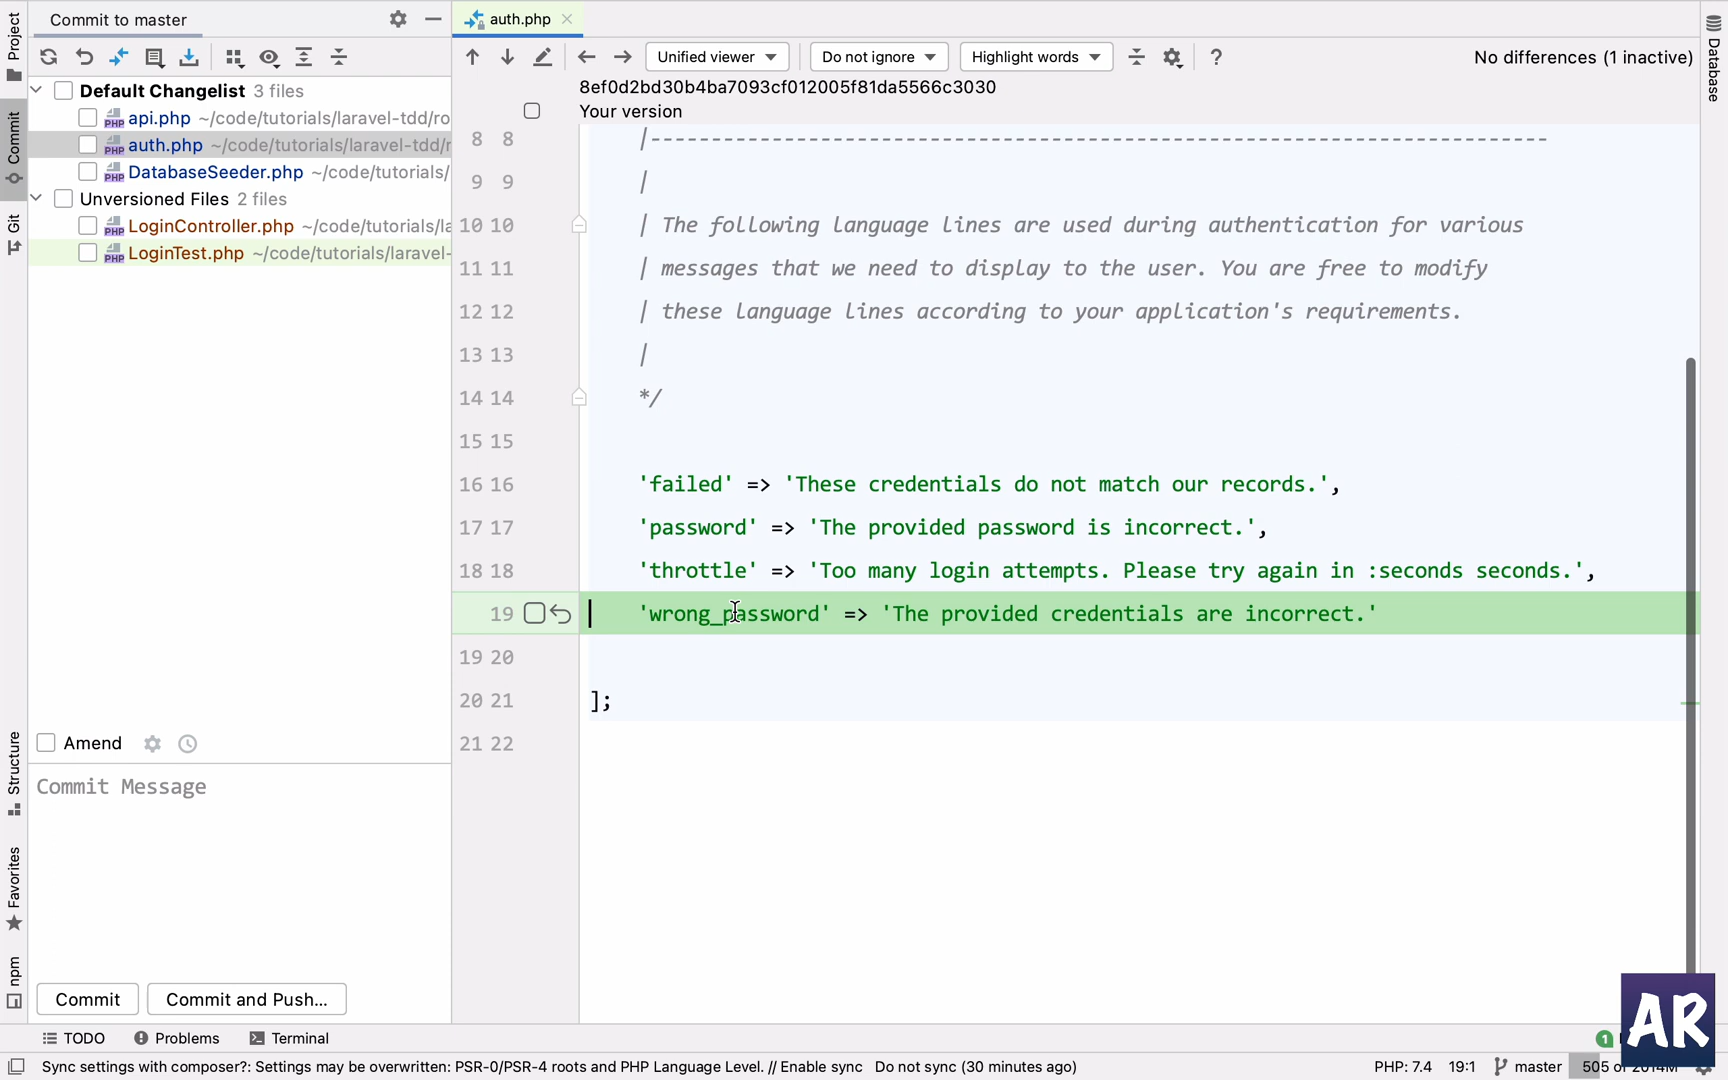 Commit to master
auth.php
Unified viewer
Do not ignore
Highlight words
?
No differences (1 inactive)
8ef0d2bd30b4ba7093cf012005f81da5566c3030
Your version
Project
Commit
Git
Structure
Favorites
npm
Database
Default Changelist 3 files
api.php ~/code/tutorials/laravel-tdd/ro
auth.php ~/code/tutorials/laravel-tdd/r
DatabaseSeeder.php ~/code/tutorials/
Unversioned Files 2 files
LoginController.php ~/code/tutorials/la
LoginTest.php ~/code/tutorials/laravel-
8 8 |--------------------------------------------------------------------------
9 9 |
10 10 | The following language lines are used during authentication for various
11 11 | messages that we need to display to the user. You are free to modify
12 12 | these language lines according to your application's requirements.
13 13 |
14 14 */
15 15
16 16 'failed' => 'These credentials do not match our records.',
17 17 'password' => 'The provided password is incorrect.',
18 18 'throttle' => 'Too many login attempts. Please try again in :seconds seconds.',
19 'wrong_password' => 'The provided credentials are incorrect.'
19 20
20 21 ];
21 22
Amend
Commit Message
Commit
Commit and Push...
TODO
Problems
Terminal
1
AR
Sync settings with composer?: Settings may be overwritten: PSR-0/PSR-4 roots and PHP Language Level. // Enable sync Do not sync (30 minutes ago)
PHP: 7.4 19:1 master 505 of 2014M